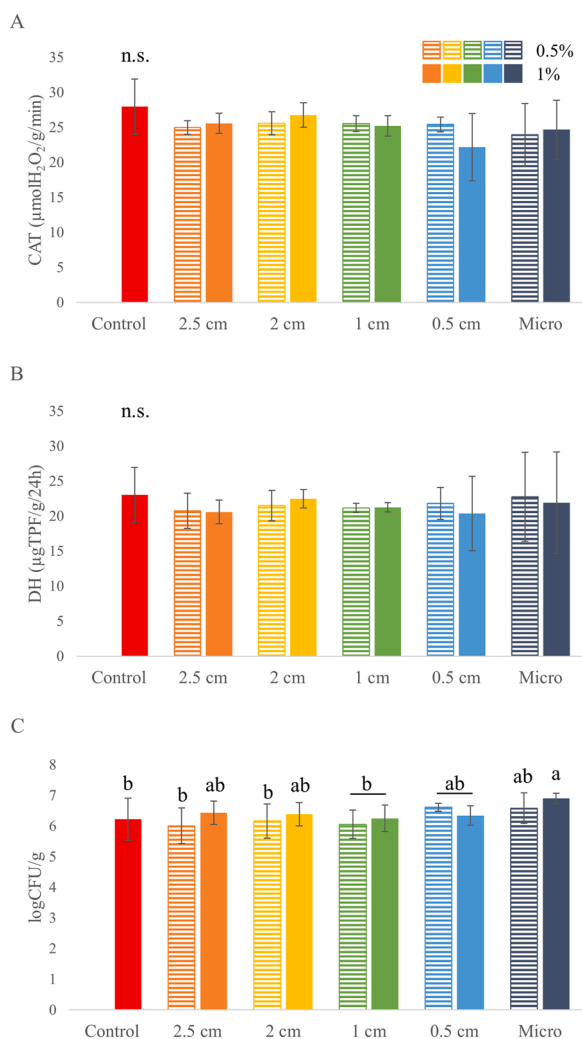 A
n.s.
0.5%
1%
35
30
25
20
15
10
5
0
CAT (µmolH₂O₂/g/min)
Control 2.5 cm 2 cm 1 cm 0.5 cm Micro
B
n.s.
35
30
25
20
15
10
5
0
DH (µgTPF/g/24h)
Control 2.5 cm 2 cm 1 cm 0.5 cm Micro
C
8
7
6
5
4
3
2
1
0
logCFU/g
b b ab b ab b ab ab a
Control 2.5 cm 2 cm 1 cm 0.5 cm Micro